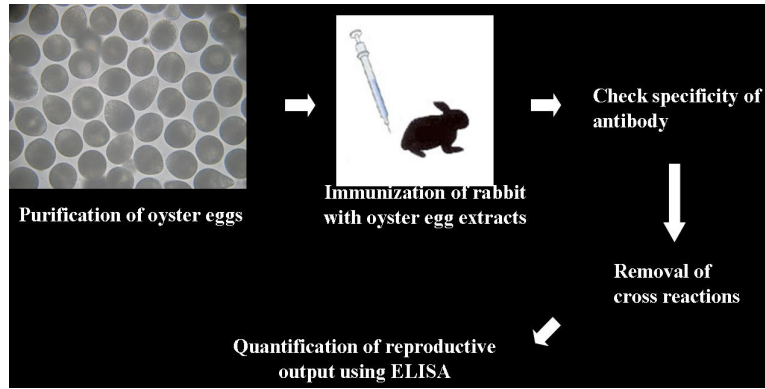 Purification of oyster eggs
Immunization of rabbit
with oyster egg extracts
Check specificity of
antibody
Removal of
cross reactions
Quantification of reproductive
output using ELISA